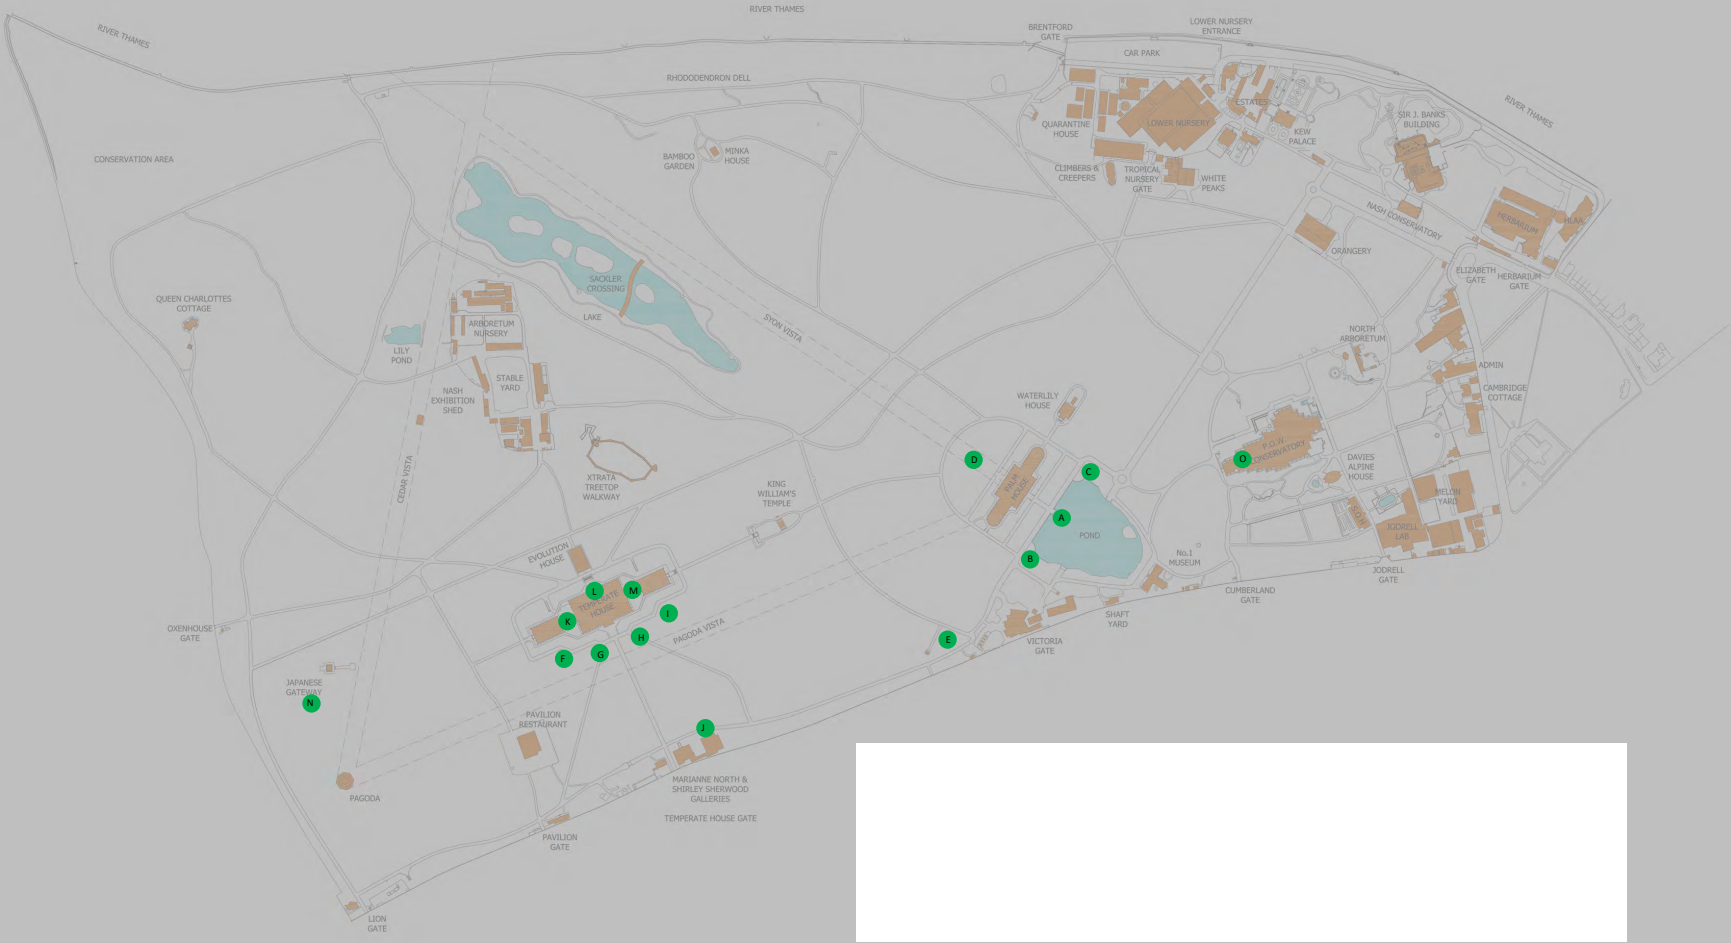 RIVER THAMES
RIVER THAMES
BRENTFORD
GATE
LOWER NURSERY
ENTRANCE
CAR PARK
RHODODENDRON DELL
RIVER THAMES
ESTATES
LOWER NURSERY
QUARANTINE
HOUSE
KEW
PALACE
SIR J. BANKS
BUILDING
CONSERVATION AREA
BAMBOO
GARDEN
MINKA
HOUSE
CLIMBERS &
CREEPERS
TROPICAL
NURSERY
GATE
WHITE
PEAKS
NASH CONSERVATORY
HERBARIUM
HLAA
ORANGERY
ELIZABETH
GATE
HERBARIUM
GATE
SACKLER
CROSSING
LAKE
SYON VISTA
QUEEN CHARLOTTES
COTTAGE
ARBORETUM
NURSERY
LILY
POND
NORTH
ARBORETUM
ADMIN
CAMBRIDGE
COTTAGE
STABLE
YARD
NASH
EXHIBITION
SHED
WATERLILY
HOUSE
P.O.W.
CONSERVATORY
CEDAR VISTA
XTRATA
TREETOP
WALKWAY
KING
WILLIAM'S
TEMPLE
PALM
HOUSE
DAVIES
ALPINE
HOUSE
MELON
YARD
S.O.H.
JODRELL
LAB
POND
No.1
MUSEUM
JODRELL
GATE
CUMBERLAND
GATE
SHAFT
YARD
VICTORIA
GATE
EVOLUTION
HOUSE
TEMPERATE
HOUSE
PAGODA VISTA
OXENHOUSE
GATE
JAPANESE
GATEWAY
PAVILION
RESTAURANT
PAGODA
MARIANNE NORTH &
SHIRLEY SHERWOOD
GALLERIES
TEMPERATE HOUSE GATE
PAVILION
GATE
LION
GATE
A
B
C
D
E
F
G
H
I
J
K
L
M
N
O